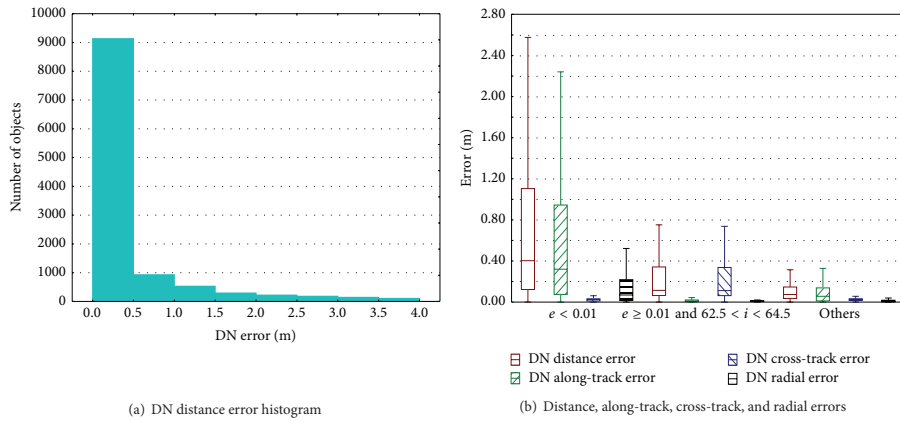 10000
9000
8000
7000
6000
5000
4000
3000
2000
1000
0
Number of objects
0.0 0.5 1.0 1.5 2.0 2.5 3.0 3.5 4.0
DN error (m)
(a) DN distance error histogram
2.80
2.40
2.00
1.60
1.20
0.80
0.40
0.00
Error (m)
e < 0.01 e ≥ 0.01 and 62.5 < i < 64.5 Others
DN distance error
DN along-track error
DN cross-track error
DN radial error
(b) Distance, along-track, cross-track, and radial errors